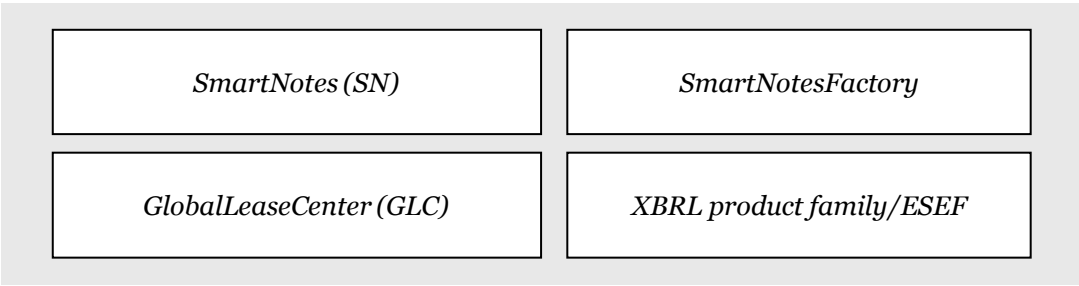 SmartNotes (SN)
SmartNotesFactory
GlobalLeaseCenter (GLC)
XBRL product family/ESEF